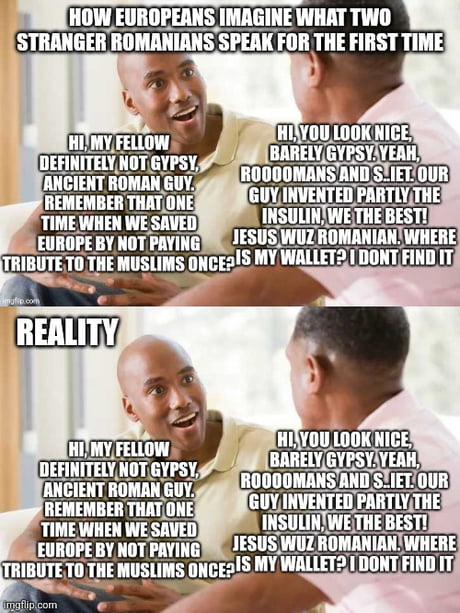 HOW EUROPEANS IMAGINE WHAT TWO
STRANGER ROMANIANS SPEAK FOR THE FIRST TIME
HI, MY FELLOW
DEFINITELY NOT GYPSY,
ANCIENT ROMAN GUY.
REMEMBER THAT ONE
TIME WHEN WE SAVED
EUROPE BY NOT PAYING
TRIBUTE TO THE MUSLIMS ONCE?
HI, YOU LOOK NICE,
BARELY GYPSY. YEAH,
ROOOOMANS AND S..IET. OUR
GUY INVENTED PARTLY THE
INSULIN, WE THE BEST!
JESUS WUZ ROMANIAN. WHERE
IS MY WALLET? I DONT FIND IT
imgflip.com
REALITY
HI, MY FELLOW
DEFINITELY NOT GYPSY,
ANCIENT ROMAN GUY.
REMEMBER THAT ONE
TIME WHEN WE SAVED
EUROPE BY NOT PAYING
TRIBUTE TO THE MUSLIMS ONCE?
HI, YOU LOOK NICE,
BARELY GYPSY. YEAH,
ROOOOMANS AND S..IET. OUR
GUY INVENTED PARTLY THE
INSULIN, WE THE BEST!
JESUS WUZ ROMANIAN. WHERE
IS MY WALLET? I DONT FIND IT
imgflip.com